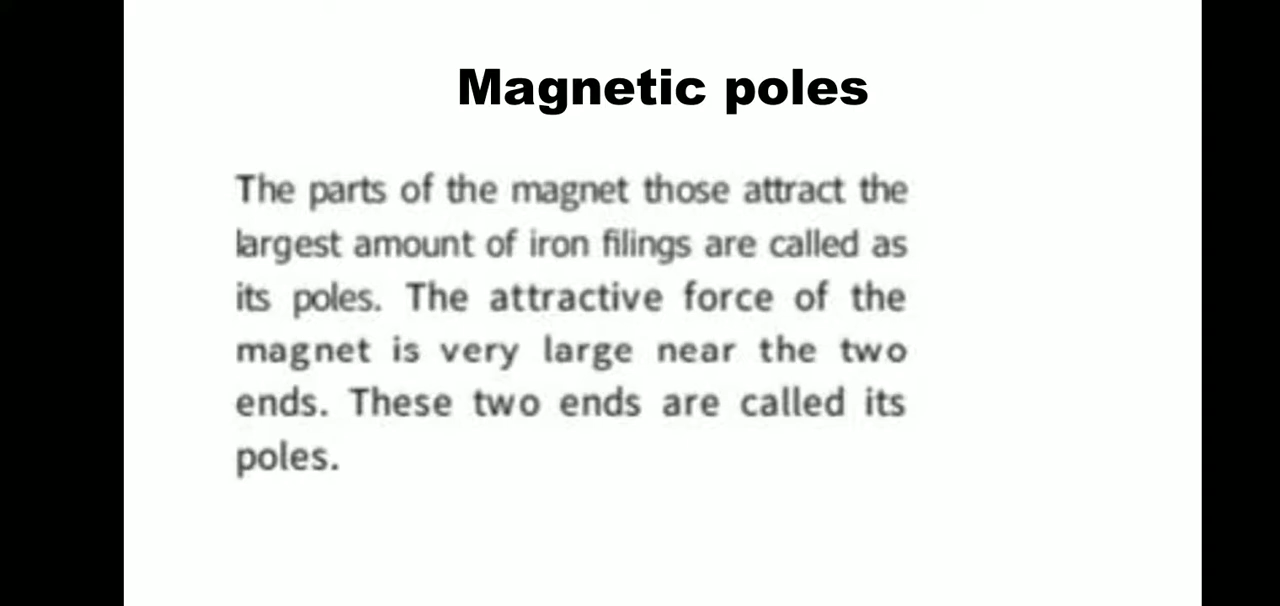 Magnetic poles
The parts of the magnet those attract the
largest amount of iron filings are called as
its poles. The attractive force of the
magnet is very large near the two
ends. These two ends are called its
poles.